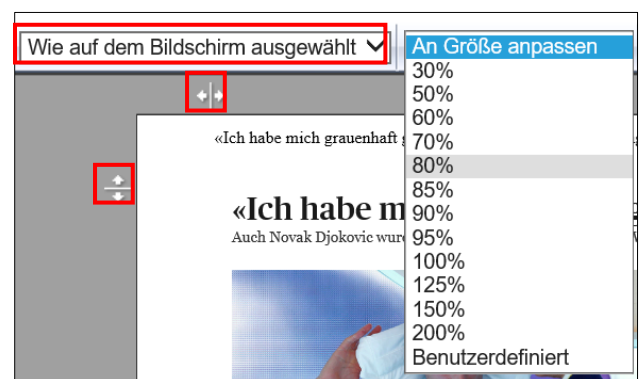 Wie auf dem Bildschirm ausgewählt
An Größe anpassen
30%
50%
60%
70%
80%
85%
90%
95%
100%
125%
150%
200%
Benutzerdefiniert
«Ich habe mich grauenhaft
«Ich habe m
Auch Novak Djokovic wur